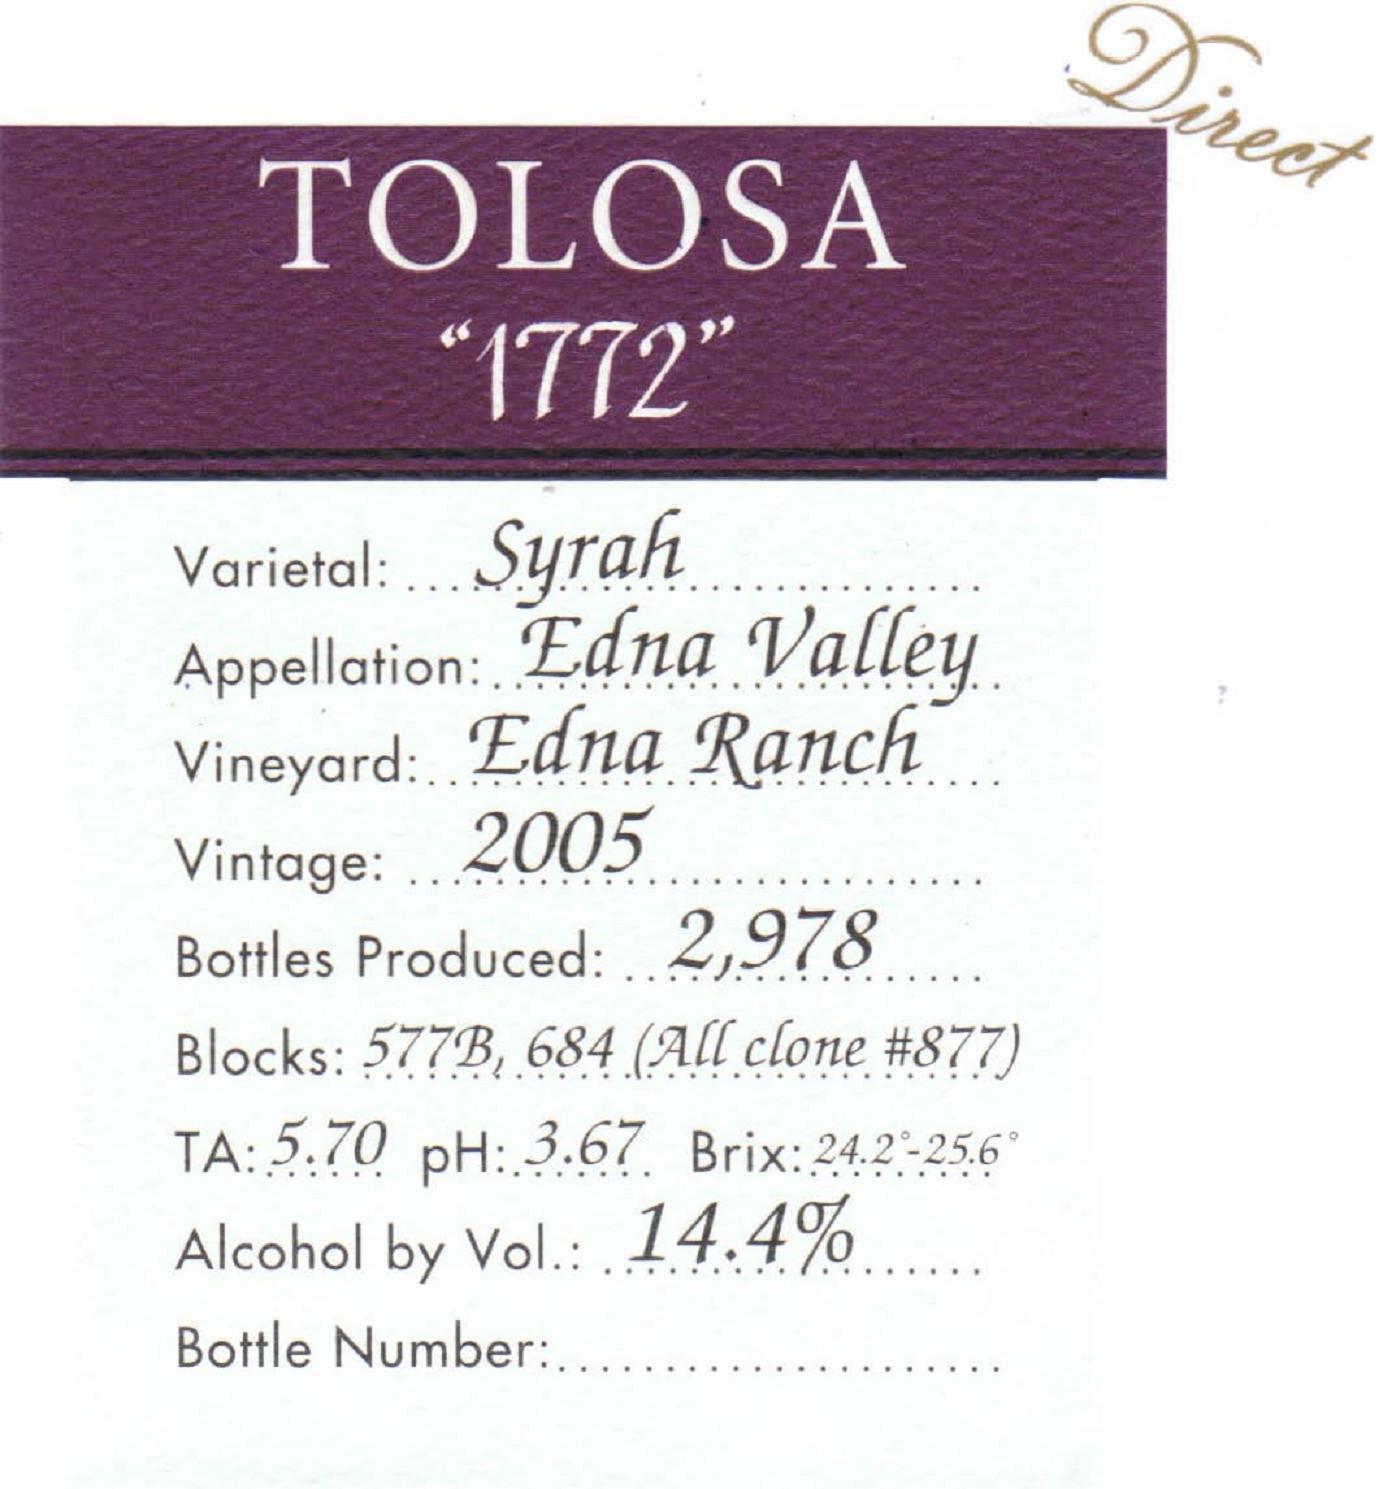 Direct
TOLOSA
"1772"
Varietal: Syrah
Appellation: Edna Valley
Vineyard: Edna Ranch
Vintage: 2005
Bottles Produced: 2,978
Blocks: 577B, 684 (All clone #877)
TA: 5.70 pH: 3.67 Brix: 24.2°-25.6°
Alcohol by Vol.: 14.4%
Bottle Number: